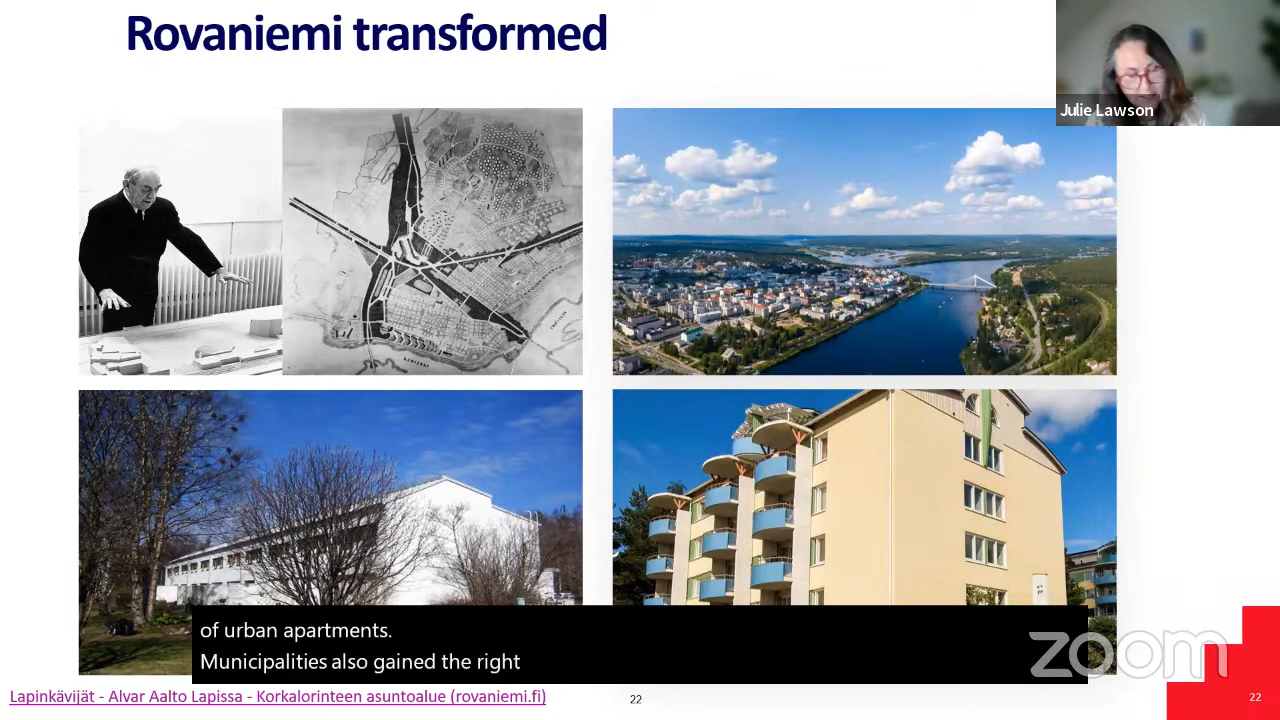 Rovaniemi transformed
Julie Lawson
of urban apartments.
Municipalities also gained the right
zoom
Lapinkävijät - Alvar Aalto Lapissa - Korkalorinteen asuntoalue (rovaniemi.fi)
22
22